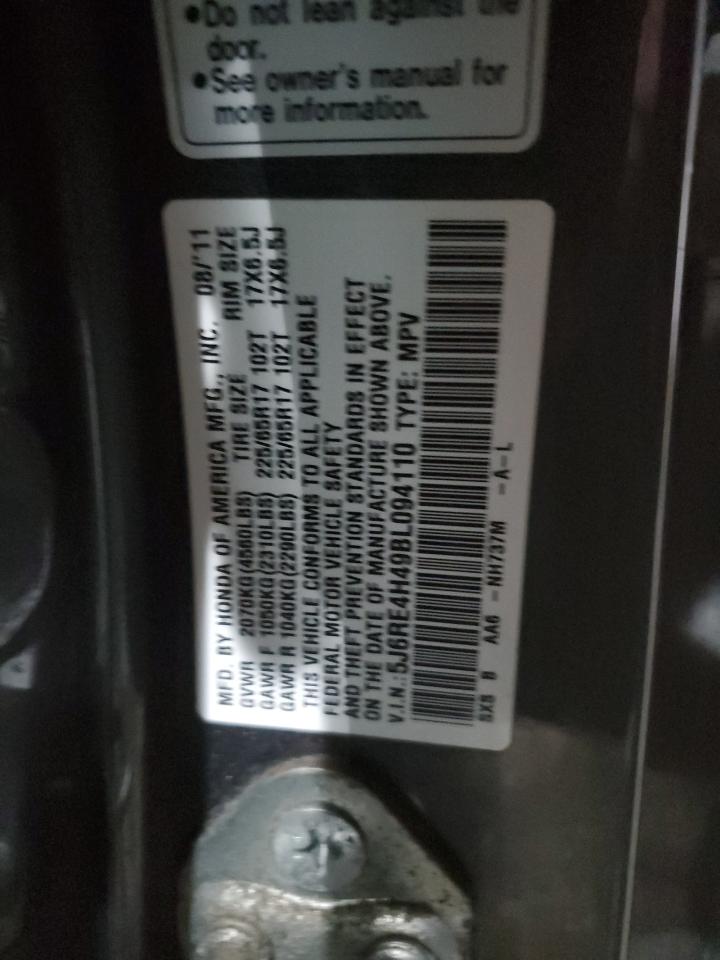 ●Do not lean against the
door.
●See owner's manual for
more information.
MFD. BY HONDA OF AMERICA MFG., INC. 08/'11
GVWR 2070KG(4560LBS) TIRE SIZE RIM SIZE
GAWR F 1050KG(2310LBS) 225/65R17 102T 17X6.5J
GAWR R 1040KG(2290LBS) 225/65R17 102T 17X6.5J
THIS VEHICLE CONFORMS TO ALL APPLICABLE
FEDERAL MOTOR VEHICLE SAFETY
AND THEFT PREVENTION STANDARDS IN EFFECT
ON THE DATE OF MANUFACTURE SHOWN ABOVE.
V.I.N.:5J6RE4H49BL094110 TYPE: MPV
SXS B AA6 -NH737M -A-L